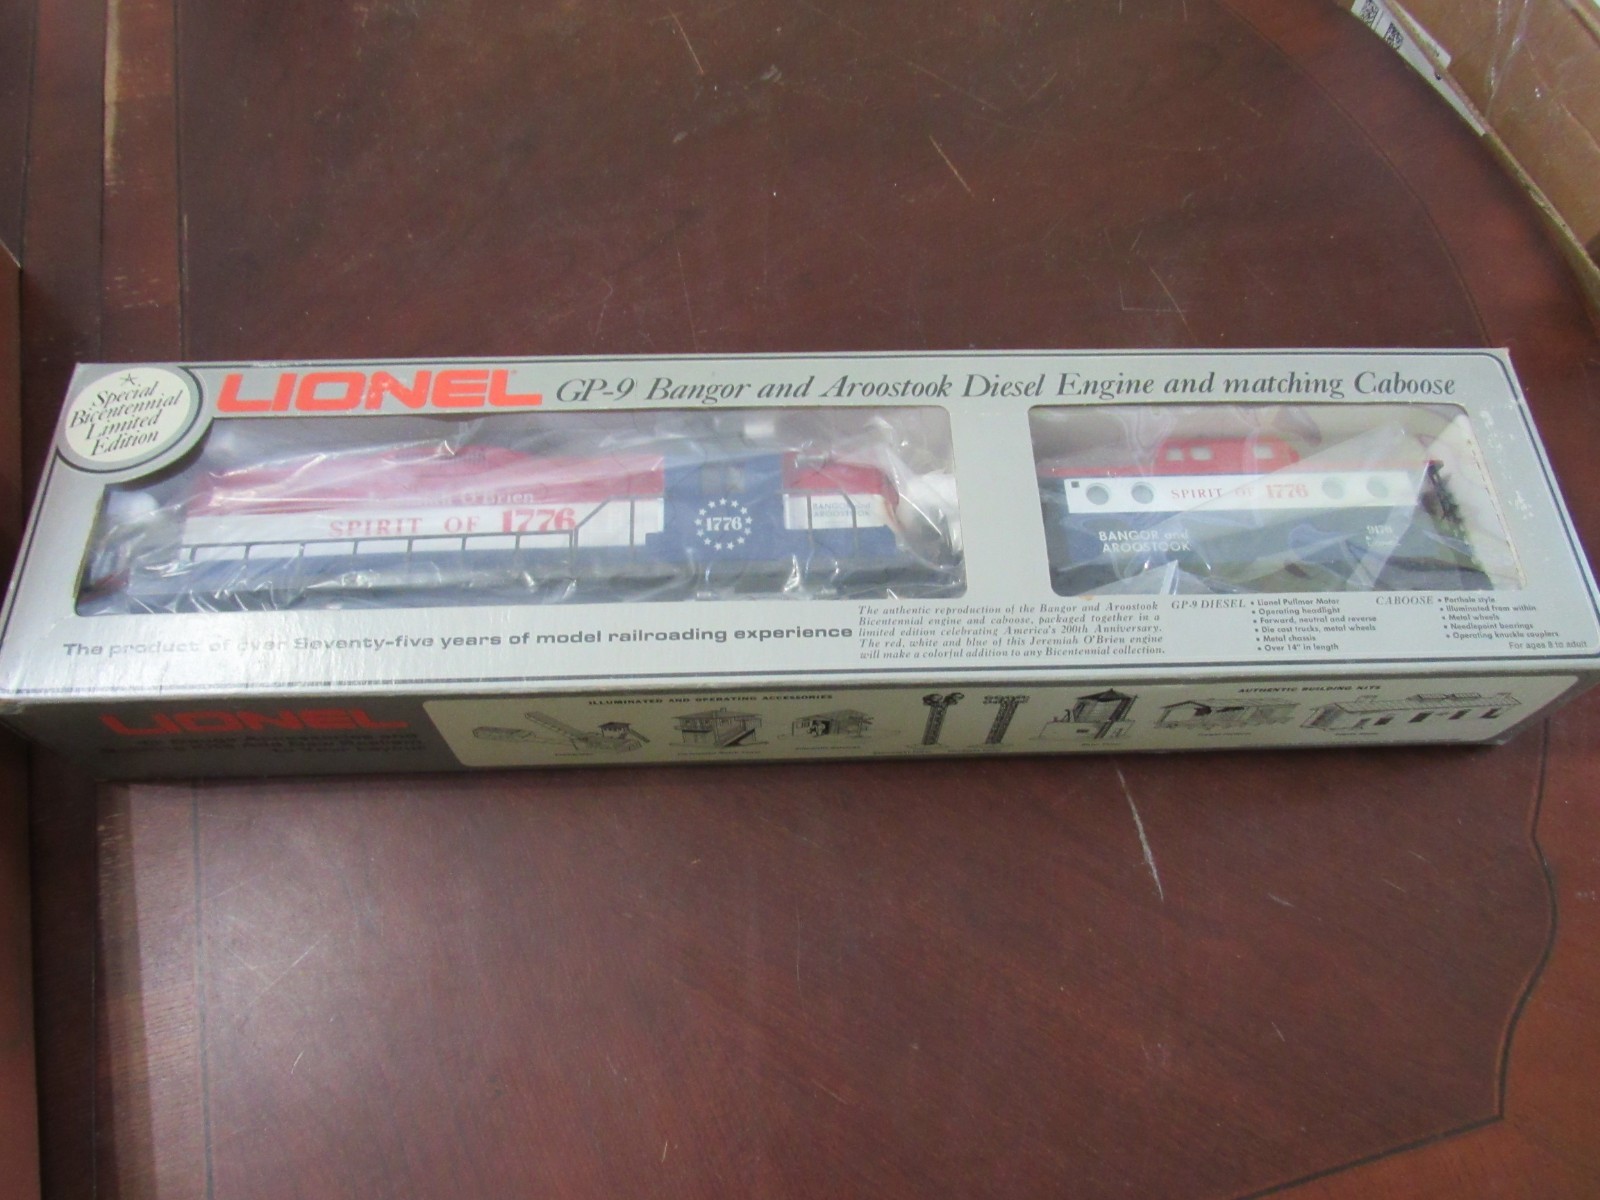 Special
Bicentennial
Limited
Edition
LIONEL GP-9 Bangor and Aroostook Diesel Engine and matching Caboose
O'Brien
SPIRIT OF 1776
1776
BANGOR and
AROOSTOOK
SPIRIT OF 1776
BANGOR and
AROOSTOOK
9176
The product of over Seventy-five years of model railroading experience
The authentic reproduction of the Bangor and Aroostook
Bicentennial engine and caboose, packaged together in a
limited edition celebrating America's 200th Anniversary.
The red, white and blue of this Jeremiah O'Brien engine
will make a colorful addition to any Bicentennial collection.
GP-9 DIESEL • Lionel Pullmor Motor
• Operating headlight
• Forward, neutral and reverse
• Die cast trucks, metal wheels
• Metal chassis
• Over 14" in length
CABOOSE • Porthole style
• Illuminated from within
• Metal wheels
• Needlepoint bearings
• Operating knuckle couplers
For ages 8 to adult
LIONEL
ILLUMINATED AND OPERATING ACCESSORIES
AUTHENTIC BUILDING KITS